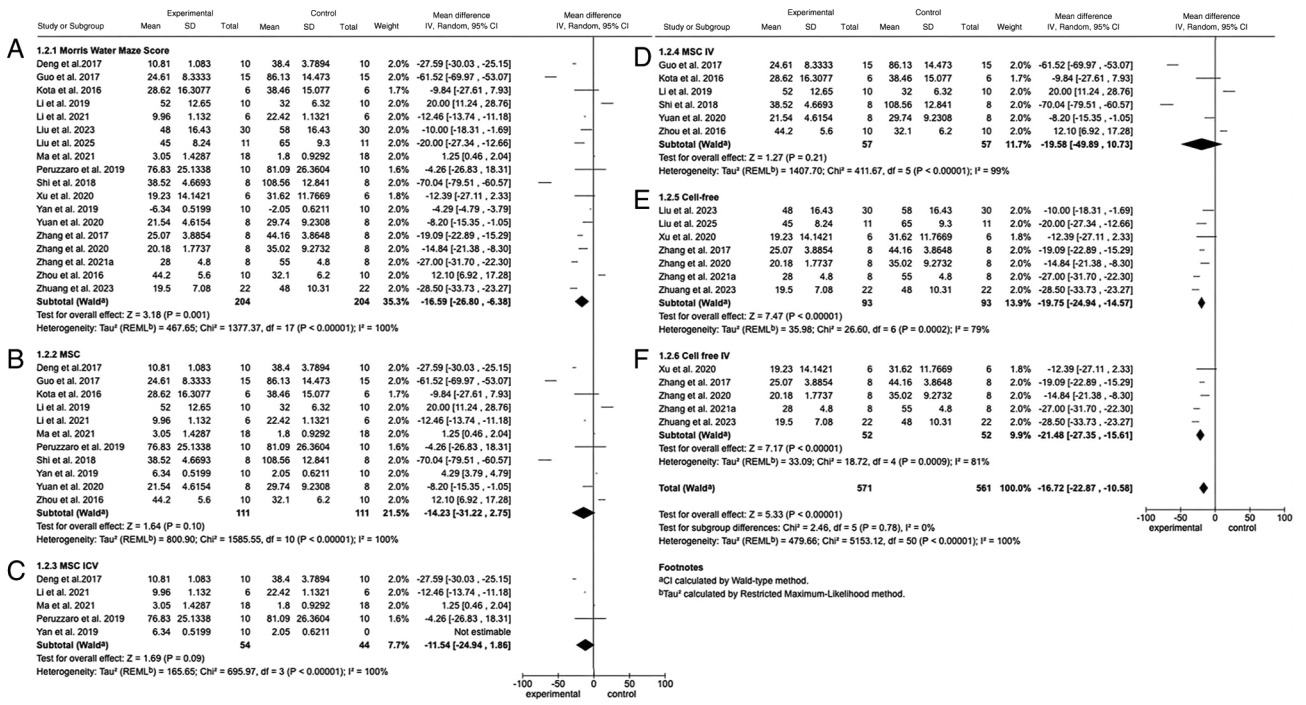 Experimental Control Mean difference Mean difference
Study or Subgroup Mean SD Total Mean SD Total Weight IV, Random, 95% CI IV, Random, 95% CI
A
1.2.1 Morris Water Maze Score
Deng et al.2017 10.81 1.083 10 38.4 3.7894 10 2.0% -27.59 [-30.03 , -25.15]
Guo et al. 2017 24.61 8.3333 15 86.13 14.473 15 2.0% -61.52 [-69.97 , -53.07]
Kota et al. 2016 28.62 16.3077 6 38.46 15.077 6 1.7% -9.84 [-27.61 , 7.93]
Li et al. 2019 52 12.65 10 32 6.32 10 2.0% 20.00 [11.24 , 28.76]
Li et al. 2021 9.96 1.132 6 22.42 1.1321 6 2.0% -12.46 [-13.74 , -11.18]
Liu et al. 2023 48 16.43 30 58 16.43 30 2.0% -10.00 [-18.31 , -1.69]
Liu et al. 2025 45 8.24 11 65 9.3 11 2.0% -20.00 [-27.34 , -12.66]
Ma et al. 2021 3.05 1.4287 18 1.8 0.9292 18 2.0% 1.25 [0.46 , 2.04]
Peruzzaro et al. 2019 76.83 25.1338 10 81.09 26.3604 10 1.6% -4.26 [-26.83 , 18.31]
Shi et al. 2018 38.52 4.6693 8 108.56 12.841 8 2.0% -70.04 [-79.51 , -60.57]
Xu et al. 2020 19.23 14.1421 6 31.62 11.7669 6 1.8% -12.39 [-27.11 , 2.33]
Yan et al. 2019 -6.34 0.5199 10 -2.05 0.6211 10 2.0% -4.29 [-4.79 , -3.79]
Yuan et al. 2020 21.54 4.6154 8 29.74 9.2308 8 2.0% -8.20 [-15.35 , -1.05]
Zhang et al. 2017 25.07 3.8854 8 44.16 3.8648 8 2.0% -19.09 [-22.89 , -15.29]
Zhang et al. 2020 20.18 1.7737 8 35.02 9.2732 8 2.0% -14.84 [-21.38 , -8.30]
Zhang et al. 2021a 28 4.8 8 55 4.8 8 2.0% -27.00 [-31.70 , -22.30]
Zhou et al. 2016 44.2 5.6 10 32.1 6.2 10 2.0% 12.10 [6.92 , 17.28]
Zhuang et al. 2023 19.5 7.08 22 48 10.31 22 2.0% -28.50 [-33.73 , -23.27]
Subtotal (Waldᵃ) 204 204 35.3% -16.59 [-26.80 , -6.38]
Test for overall effect: Z = 3.18 (P = 0.001)
Heterogeneity: Tau² (REMLᵇ) = 467.65; Chi² = 1377.37, df = 17 (P < 0.00001); I² = 100%
B
1.2.2 MSC
Deng et al.2017 10.81 1.083 10 38.4 3.7894 10 2.0% -27.59 [-30.03 , -25.15]
Guo et al. 2017 24.61 8.3333 15 86.13 14.473 15 2.0% -61.52 [-69.97 , -53.07]
Kota et al. 2016 28.62 16.3077 6 38.46 15.077 6 1.7% -9.84 [-27.61 , 7.93]
Li et al. 2019 52 12.65 10 32 6.32 10 2.0% 20.00 [11.24 , 28.76]
Li et al. 2021 9.96 1.132 6 22.42 1.1321 6 2.0% -12.46 [-13.74 , -11.18]
Ma et al. 2021 3.05 1.4287 18 1.8 0.9292 18 2.0% 1.25 [0.46 , 2.04]
Peruzzaro et al. 2019 76.83 25.1338 10 81.09 26.3604 10 1.6% -4.26 [-26.83 , 18.31]
Shi et al. 2018 38.52 4.6693 8 108.56 12.841 8 2.0% -70.04 [-79.51 , -60.57]
Yan et al. 2019 6.34 0.5199 10 2.05 0.6211 10 2.0% 4.29 [3.79 , 4.79]
Yuan et al. 2020 21.54 4.6154 8 29.74 9.2308 8 2.0% -8.20 [-15.35 , -1.05]
Zhou et al. 2016 44.2 5.6 10 32.1 6.2 10 2.0% 12.10 [6.92 , 17.28]
Subtotal (Waldᵃ) 111 111 21.5% -14.23 [-31.22 , 2.75]
Test for overall effect: Z = 1.64 (P = 0.10)
Heterogeneity: Tau² (REMLᵇ) = 800.90; Chi² = 1585.55, df = 10 (P < 0.00001); I² = 100%
C
1.2.3 MSC ICV
Deng et al.2017 10.81 1.083 10 38.4 3.7894 10 2.0% -27.59 [-30.03 , -25.15]
Li et al. 2021 9.96 1.132 6 22.42 1.1321 6 2.0% -12.46 [-13.74 , -11.18]
Ma et al. 2021 3.05 1.4287 18 1.8 0.9292 18 2.0% 1.25 [0.46 , 2.04]
Peruzzaro et al. 2019 76.83 25.1338 10 81.09 26.3604 10 1.6% -4.26 [-26.83 , 18.31]
Yan et al. 2019 6.34 0.5199 10 2.05 0.6211 0 Not estimable
Subtotal (Waldᵃ) 54 44 7.7% -11.54 [-24.94 , 1.86]
Test for overall effect: Z = 1.69 (P = 0.09)
Heterogeneity: Tau² (REMLᵇ) = 165.65; Chi² = 695.97, df = 3 (P < 0.00001); I² = 100%
-100 -50 0 50 100
experimental control
Experimental Control Mean difference Mean difference
Study or Subgroup Mean SD Total Mean SD Total Weight IV, Random, 95% CI IV, Random, 95% CI
D
1.2.4 MSC IV
Guo et al. 2017 24.61 8.3333 15 86.13 14.473 15 2.0% -61.52 [-69.97 , -53.07]
Kota et al. 2016 28.62 16.3077 6 38.46 15.077 6 1.7% -9.84 [-27.61 , 7.93]
Li et al. 2019 52 12.65 10 32 6.32 10 2.0% 20.00 [11.24 , 28.76]
Shi et al. 2018 38.52 4.6693 8 108.56 12.841 8 2.0% -70.04 [-79.51 , -60.57]
Yuan et al. 2020 21.54 4.6154 8 29.74 9.2308 8 2.0% -8.20 [-15.35 , -1.05]
Zhou et al. 2016 44.2 5.6 10 32.1 6.2 10 2.0% 12.10 [6.92 , 17.28]
Subtotal (Waldᵃ) 57 57 11.7% -19.58 [-49.89 , 10.73]
Test for overall effect: Z = 1.27 (P = 0.21)
Heterogeneity: Tau² (REMLᵇ) = 1407.70; Chi² = 411.67, df = 5 (P < 0.00001); I² = 99%
E
1.2.5 Cell-free
Liu et al. 2023 48 16.43 30 58 16.43 30 2.0% -10.00 [-18.31 , -1.69]
Liu et al. 2025 45 8.24 11 65 9.3 11 2.0% -20.00 [-27.34 , -12.66]
Xu et al. 2020 19.23 14.1421 6 31.62 11.7669 6 1.8% -12.39 [-27.11 , 2.33]
Zhang et al. 2017 25.07 3.8854 8 44.16 3.8648 8 2.0% -19.09 [-22.89 , -15.29]
Zhang et al. 2020 20.18 1.7737 8 35.02 9.2732 8 2.0% -14.84 [-21.38 , -8.30]
Zhang et al. 2021a 28 4.8 8 55 4.8 8 2.0% -27.00 [-31.70 , -22.30]
Zhuang et al. 2023 19.5 7.08 22 48 10.31 22 2.0% -28.50 [-33.73 , -23.27]
Subtotal (Waldᵃ) 93 93 13.9% -19.75 [-24.94 , -14.57]
Test for overall effect: Z = 7.47 (P < 0.00001)
Heterogeneity: Tau² (REMLᵇ) = 35.98; Chi² = 26.60, df = 6 (P = 0.0002); I² = 79%
F
1.2.6 Cell free IV
Xu et al. 2020 19.23 14.1421 6 31.62 11.7669 6 1.8% -12.39 [-27.11 , 2.33]
Zhang et al. 2017 25.07 3.8854 8 44.16 3.8648 8 2.0% -19.09 [-22.89 , -15.29]
Zhang et al. 2020 20.18 1.7737 8 35.02 9.2732 8 2.0% -14.84 [-21.38 , -8.30]
Zhang et al. 2021a 28 4.8 8 55 4.8 8 2.0% -27.00 [-31.70 , -22.30]
Zhuang et al. 2023 19.5 7.08 22 48 10.31 22 2.0% -28.50 [-33.73 , -23.27]
Subtotal (Waldᵃ) 52 52 9.9% -21.48 [-27.35 , -15.61]
Test for overall effect: Z = 7.17 (P < 0.00001)
Heterogeneity: Tau² (REMLᵇ) = 33.09; Chi² = 18.72, df = 4 (P = 0.0009); I² = 81%
Total (Waldᵃ) 571 561 100.0% -16.72 [-22.87 , -10.58]
Test for overall effect: Z = 5.33 (P < 0.00001)
Test for subgroup differences: Chi² = 2.46, df = 5 (P = 0.78), I² = 0%
Heterogeneity: Tau² (REMLᵇ) = 479.66; Chi² = 5153.12, df = 50 (P < 0.00001); I² = 100%
-100 -50 0 50 100
experimental control
Footnotes
ᵃCI calculated by Wald-type method.
ᵇTau² calculated by Restricted Maximum-Likelihood method.